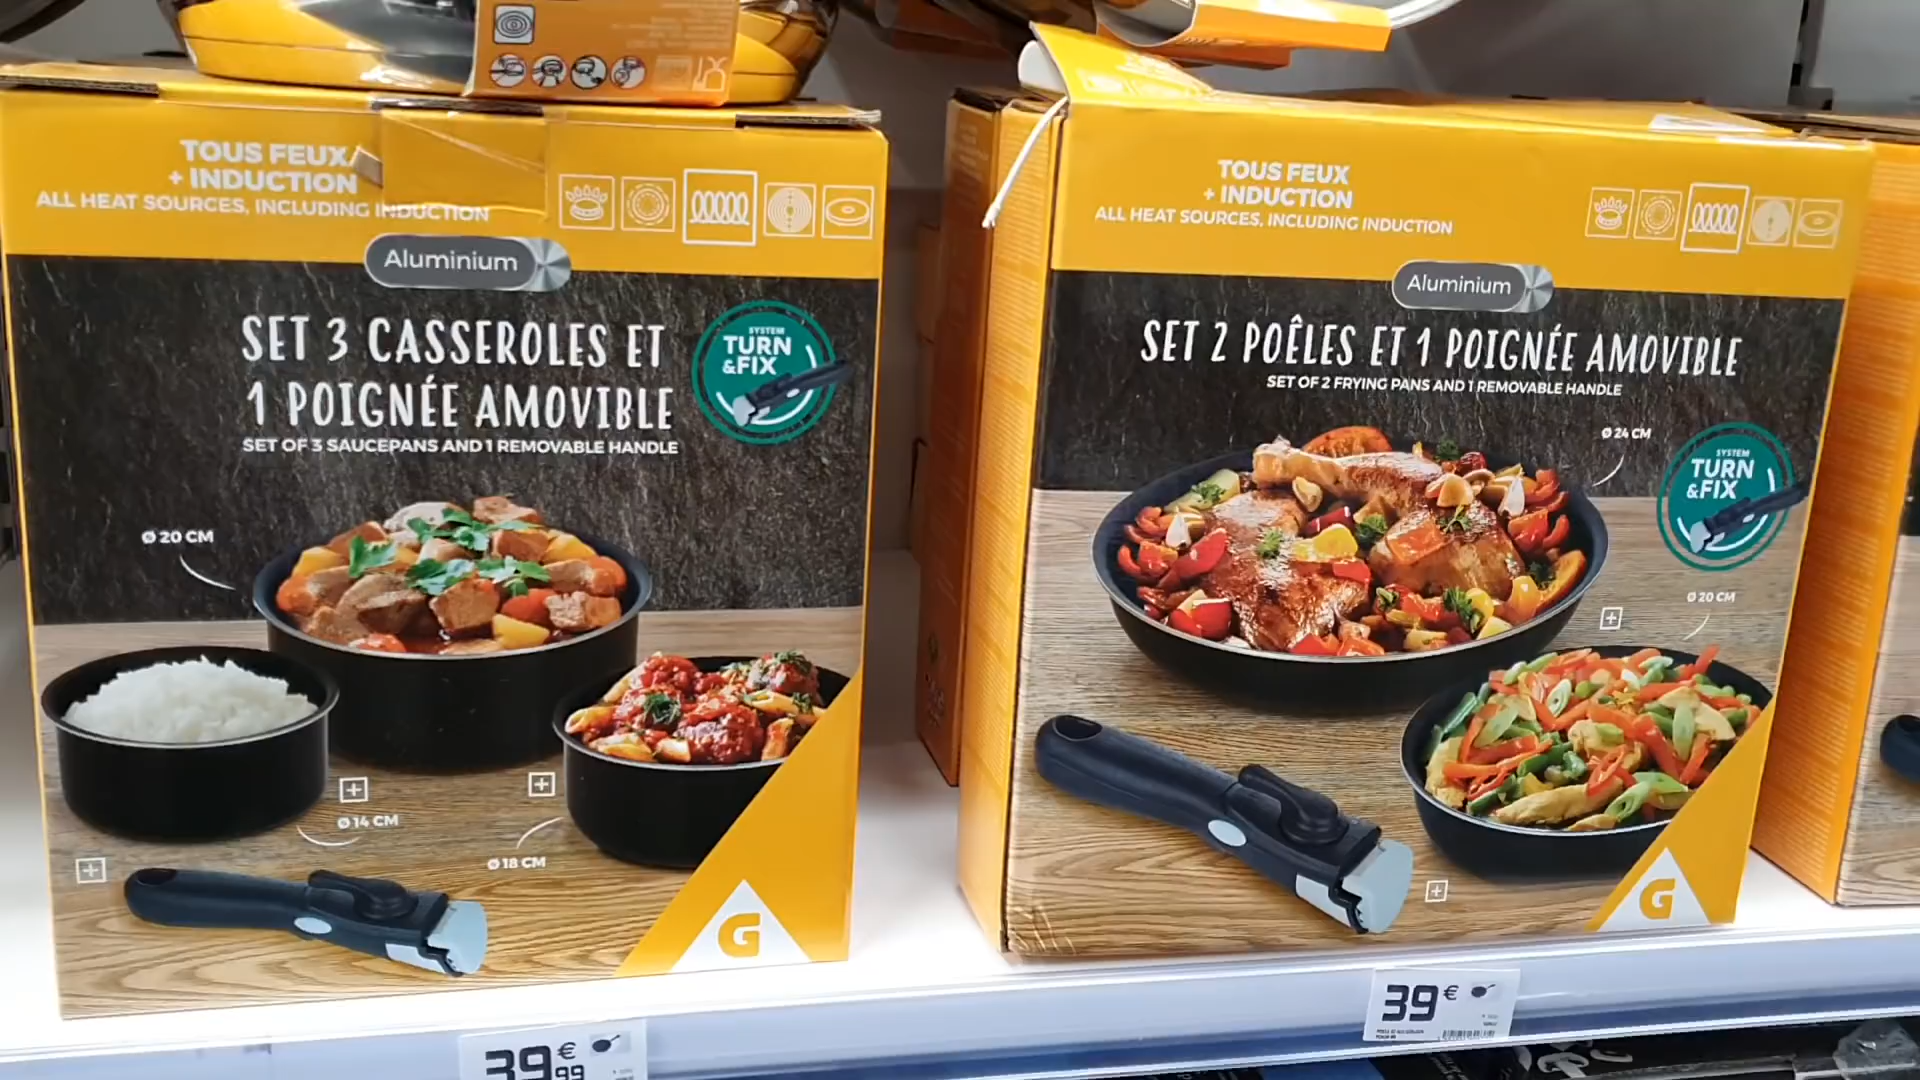 TOUS FEUX
+ INDUCTION
ALL HEAT SOURCES, INCLUDING INDUCTION
Aluminium
SET 3 CASSEROLES ET
1 POIGNÉE AMOVIBLE
SET OF 3 SAUCEPANS AND 1 REMOVABLE HANDLE
SYSTEM
TURN
&FIX
Ø 20 CM
Ø 14 CM
Ø 18 CM
G
39€99
TOUS FEUX
+ INDUCTION
ALL HEAT SOURCES, INCLUDING INDUCTION
Aluminium
SET 2 POÊLES ET 1 POIGNÉE AMOVIBLE
SET OF 2 FRYING PANS AND 1 REMOVABLE HANDLE
Ø 24 CM
SYSTEM
TURN
&FIX
Ø 20 CM
G
39€